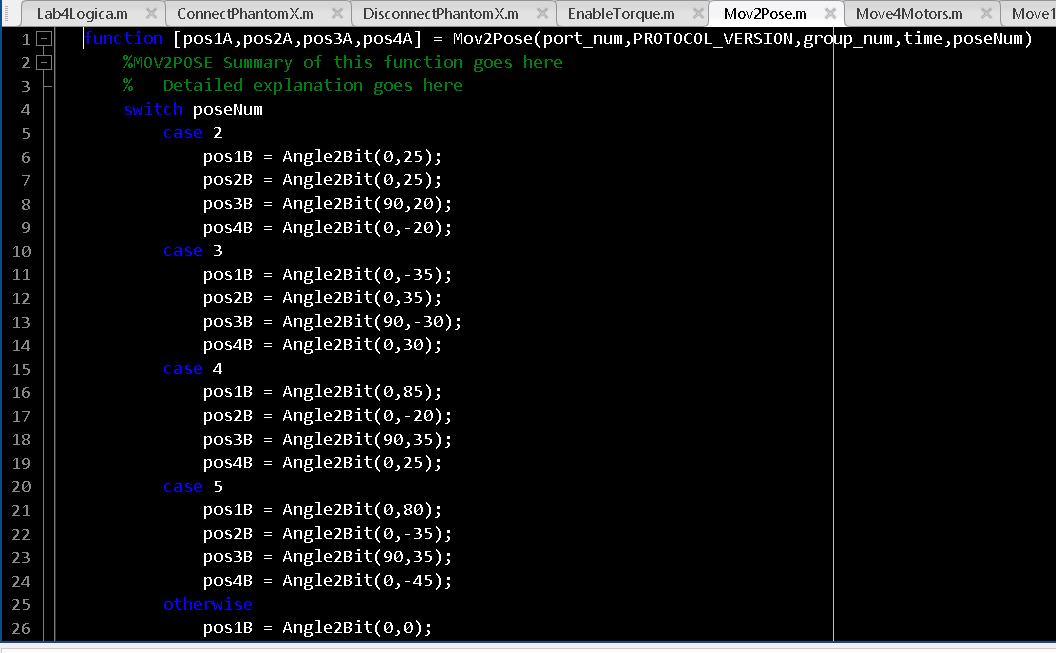 Lab4Logica.m ConnectPhantomX.m DisconnectPhantomX.m EnableTorque.m Mov2Pose.m Move4Motors.m Move1
1 function [pos1A,pos2A,pos3A,pos4A] = Mov2Pose(port_num,PROTOCOL_VERSION,group_num,time,poseNum)
2 %MOV2POSE Summary of this function goes here
3 %   Detailed explanation goes here
4 switch poseNum
5 case 2
6 pos1B = Angle2Bit(0,25);
7 pos2B = Angle2Bit(0,25);
8 pos3B = Angle2Bit(90,20);
9 pos4B = Angle2Bit(0,-20);
10 case 3
11 pos1B = Angle2Bit(0,-35);
12 pos2B = Angle2Bit(0,35);
13 pos3B = Angle2Bit(90,-30);
14 pos4B = Angle2Bit(0,30);
15 case 4
16 pos1B = Angle2Bit(0,85);
17 pos2B = Angle2Bit(0,-20);
18 pos3B = Angle2Bit(90,35);
19 pos4B = Angle2Bit(0,25);
20 case 5
21 pos1B = Angle2Bit(0,80);
22 pos2B = Angle2Bit(0,-35);
23 pos3B = Angle2Bit(90,35);
24 pos4B = Angle2Bit(0,-45);
25 otherwise
26 pos1B = Angle2Bit(0,0);